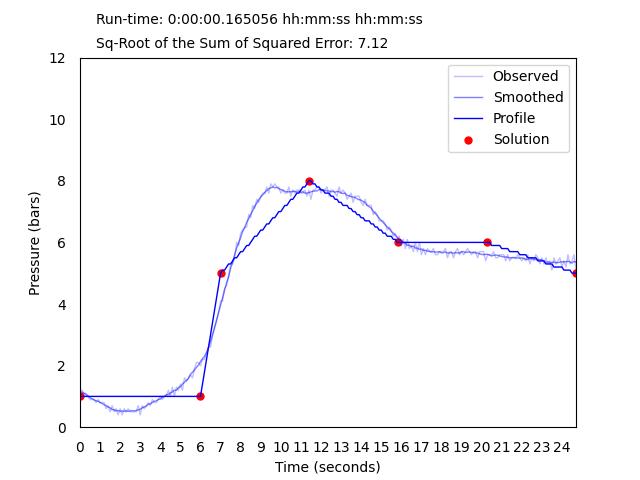 Run-time: 0:00:00.165056 hh:mm:ss hh:mm:ss
Sq-Root of the Sum of Squared Error: 7.12
12
10
8
6
4
2
0
Pressure (bars)
Observed
Smoothed
Profile
Solution
0 1 2 3 4 5 6 7 8 9 10 11 12 13 14 15 16 17 18 19 20 21 22 23 24
Time (seconds)